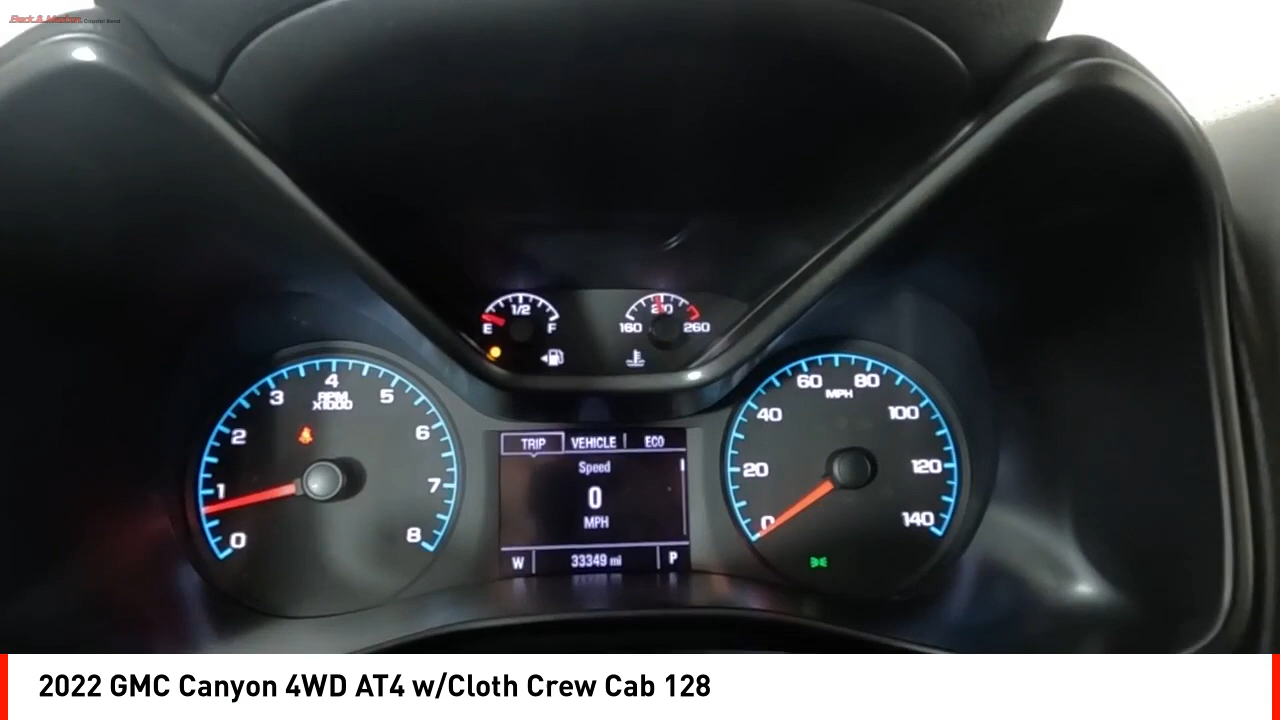 1/2
E F
210
160 260
4
3 5
RPM
X1000
2 6
1 7
0 8
TRIP VEHICLE ECO
Speed
0
MPH
W 33349 mi P
60 80
MPH
40 100
20 120
0 140
2022 GMC Canyon 4WD AT4 w/Cloth Crew Cab 128